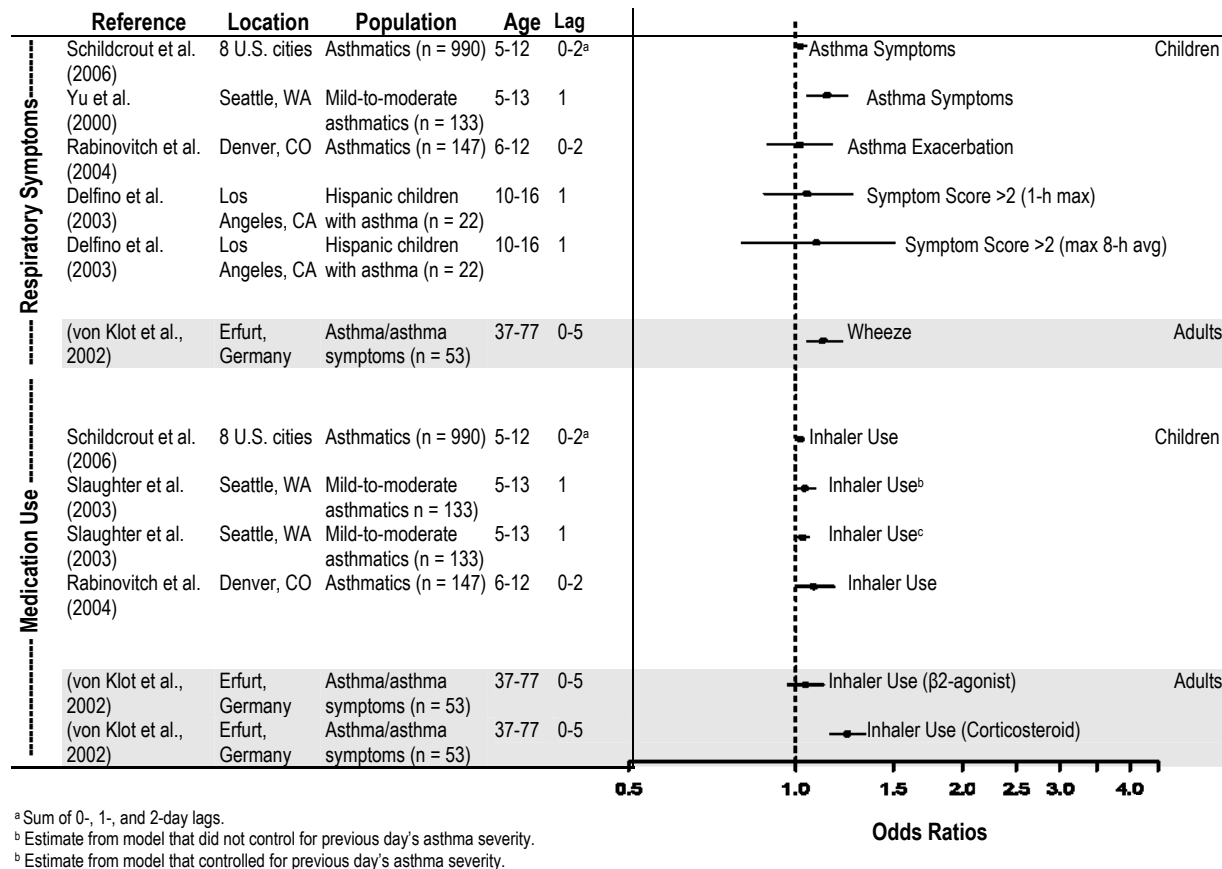 Reference Location Population Age Lag
Respiratory Symptoms
Schildcrout et al. 8 U.S. cities Asthmatics (n = 990) 5-12 0-2ᵃ Asthma Symptoms Children
(2006)
Yu et al. Seattle, WA Mild-to-moderate 5-13 1 Asthma Symptoms
(2000) asthmatics (n = 133)
Rabinovitch et al. Denver, CO Asthmatics (n = 147) 6-12 0-2 Asthma Exacerbation
(2004)
Delfino et al. Los Hispanic children 10-16 1 Symptom Score >2 (1-h max)
(2003) Angeles, CA with asthma (n = 22)
Delfino et al. Los Hispanic children 10-16 1 Symptom Score >2 (max 8-h avg)
(2003) Angeles, CA with asthma (n = 22)
(von Klot et al., Erfurt, Asthma/asthma 37-77 0-5 Wheeze Adults
2002) Germany symptoms (n = 53)
Medication Use
Schildcrout et al. 8 U.S. cities Asthmatics (n = 990) 5-12 0-2ᵃ Inhaler Use Children
(2006)
Slaughter et al. Seattle, WA Mild-to-moderate 5-13 1 Inhaler Useᵇ
(2003) asthmatics n = 133)
Slaughter et al. Seattle, WA Mild-to-moderate 5-13 1 Inhaler Useᶜ
(2003) asthmatics (n = 133)
Rabinovitch et al. Denver, CO Asthmatics (n = 147) 6-12 0-2 Inhaler Use
(2004)
(von Klot et al., Erfurt, Asthma/asthma 37-77 0-5 Inhaler Use (β2-agonist) Adults
2002) Germany symptoms (n = 53)
(von Klot et al., Erfurt, Asthma/asthma 37-77 0-5 Inhaler Use (Corticosteroid)
2002) Germany symptoms (n = 53)
0.5 1.0 1.5 2.0 2.5 3.0 4.0
Odds Ratios
ᵃ Sum of 0-, 1-, and 2-day lags.
ᵇ Estimate from model that did not control for previous day's asthma severity.
ᵇ Estimate from model that controlled for previous day's asthma severity.